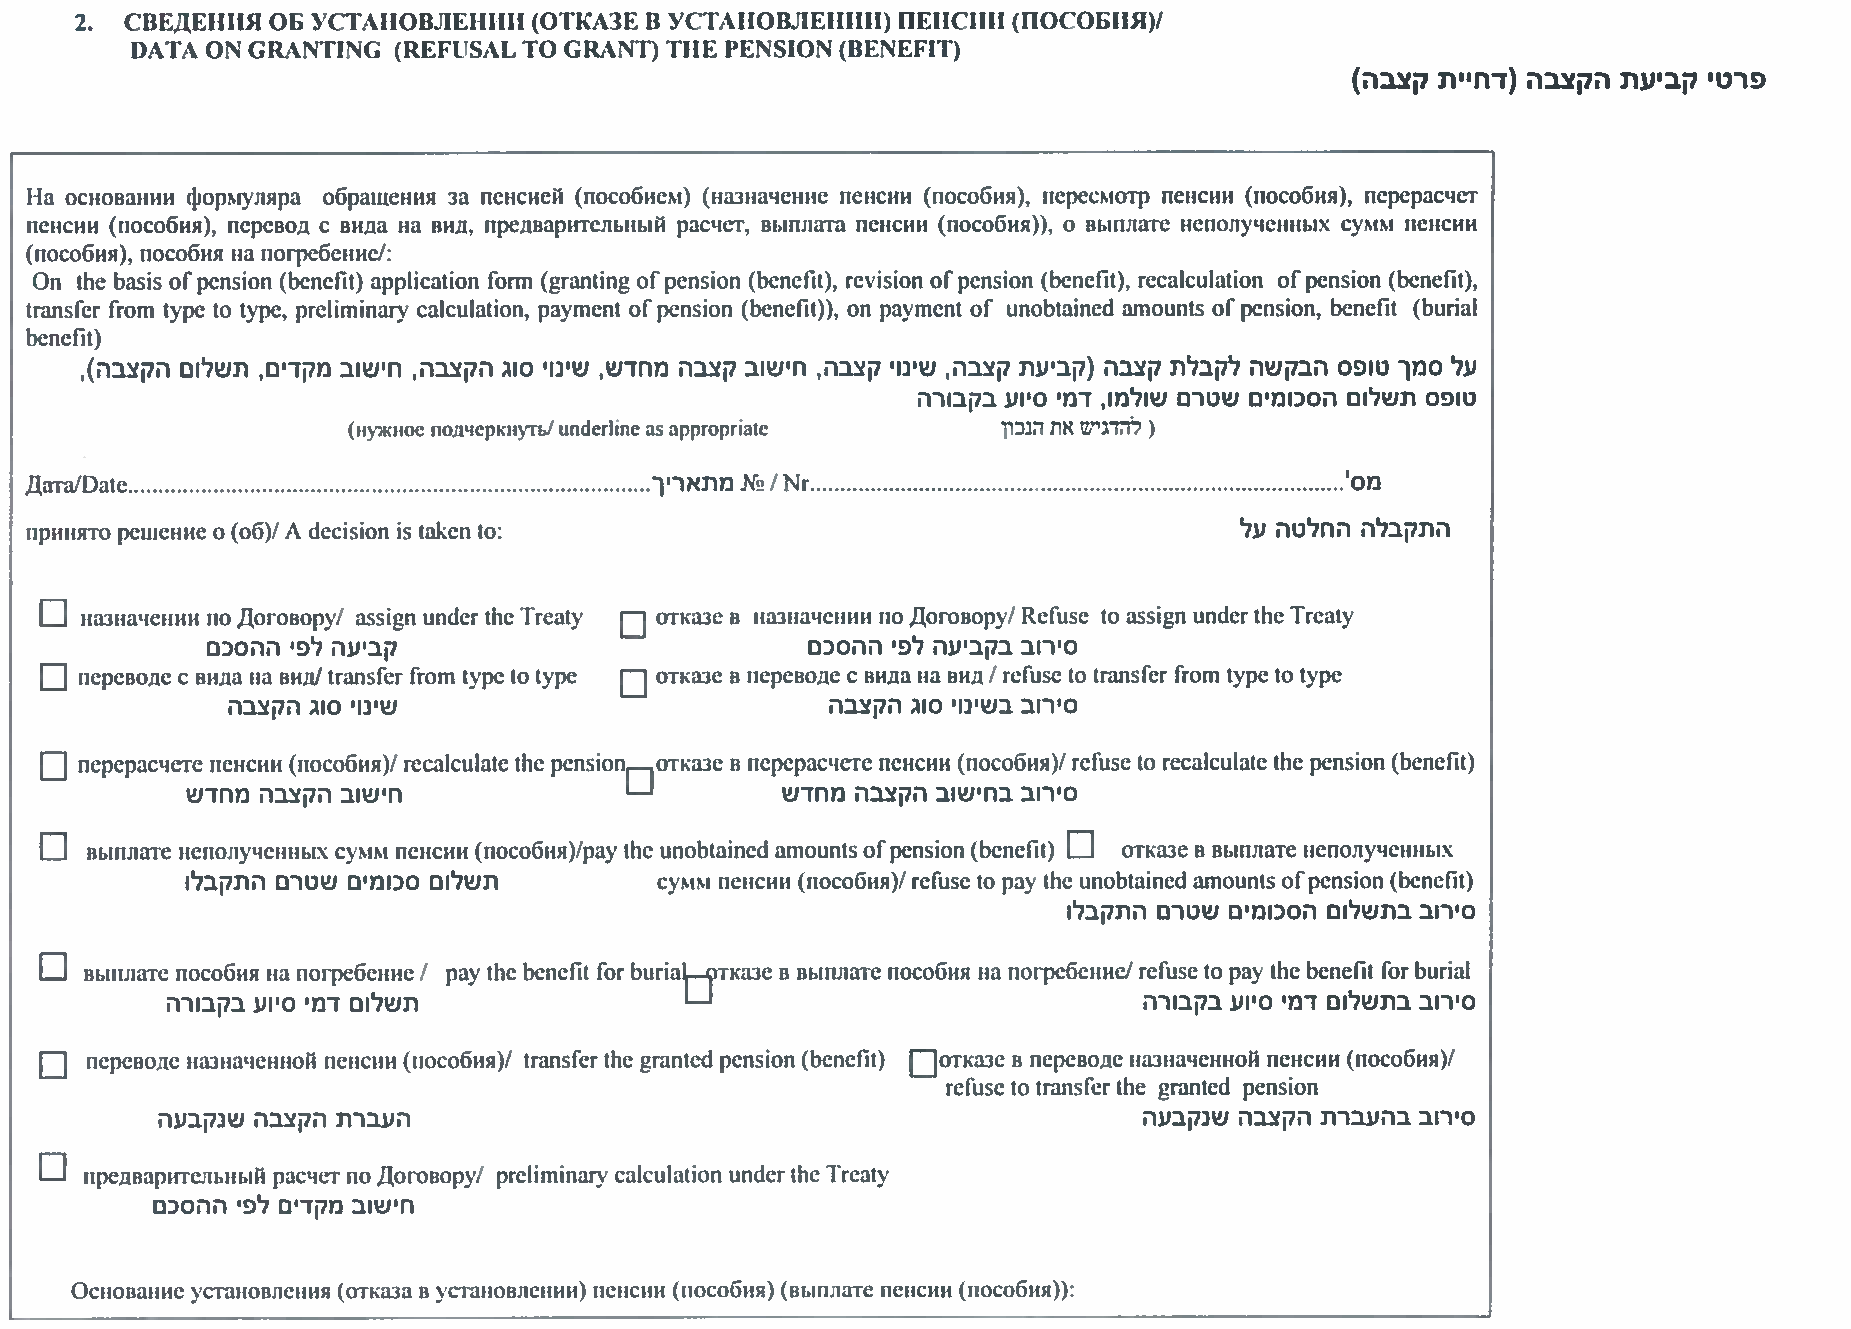 2. СВЕДЕНИЯ ОБ УСТАНОВЛЕНИИ (ОТКАЗЕ В УСТАНОВЛЕНИИ) ПЕНСИИ (ПОСОБИЯ)/
DATA ON GRANTING (REFUSAL TO GRANT) THE PENSION (BENEFIT)
פרטי קביעת הקצבה (דחיית קצבה)
На основании формуляра обращения за пенсией (пособием) (назначение пенсии (пособия), пересмотр пенсии (пособия), перерасчет
пенсии (пособия), перевод с вида на вид, предварительный расчет, выплата пенсии (пособия)), о выплате неполученных сумм пенсии
(пособия), пособия на погребение/:
On the basis of pension (benefit) application form (granting of pension (benefit), revision of pension (benefit), recalculation of pension (benefit),
transfer from type to type, preliminary calculation, payment of pension (benefit)), on payment of unobtained amounts of pension, benefit (burial
benefit)
על סמך טופס הבקשה לקבלת קצבה (קביעת קצבה, שינוי קצבה, חישוב קצבה מחדש, שינוי סוג הקצבה, חישוב מקדים, תשלום הקצבה),
טופס תשלום הסכומים שטרם שולמו, דמי סיוע בקבורה
(нужное подчеркнуть/ underline as appropriate ( להדגיש את הנכון
Дата/Date.......................................................................................מתאריך № / Nr.........................................................................................מס'
принято решение о (об)/ A decision is taken to: התקבלה החלטה על
назначении по Договору/ assign under the Treaty отказе в назначении по Договору/ Refuse to assign under the Treaty
קביעה לפי ההסכם סירוב בקביעה לפי ההסכם
переводе с вида на вид/ transfer from type to type отказе в переводе с вида на вид / refuse to transfer from type to type
שינוי סוג הקצבה סירוב בשינוי סוג הקצבה
перерасчете пенсии (пособия)/ recalculate the pension отказе в перерасчете пенсии (пособия)/ refuse to recalculate the pension (benefit)
חישוב הקצבה מחדש סירוב בחישוב הקצבה מחדש
выплате неполученных сумм пенсии (пособия)/pay the unobtained amounts of pension (benefit) отказе в выплате неполученных
תשלום סכומים שטרם התקבלו сумм пенсии (пособия)/ refuse to pay the unobtained amounts of pension (benefit)
סירוב בתשלום הסכומים שטרם התקבלו
выплате пособия на погребение / pay the benefit for burial отказе в выплате пособия на погребение/ refuse to pay the benefit for burial
תשלום דמי סיוע בקבורה סירוב בתשלום דמי סיוע בקבורה
переводе назначенной пенсии (пособия)/ transfer the granted pension (benefit) отказе в переводе назначенной пенсии (пособия)/
refuse to transfer the granted pension
העברת הקצבה שנקבעה סירוב בהעברת הקצבה שנקבעה
предварительный расчет по Договору/ preliminary calculation under the Treaty
חישוב מקדים לפי ההסכם
Основание установления (отказа в установлении) пенсии (пособия) (выплате пенсии (пособия)):